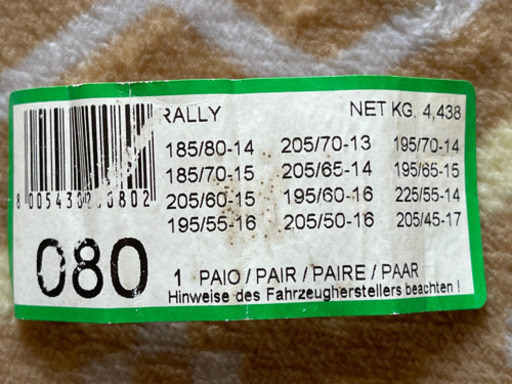 RALLY NET KG. 4,438
185/80-14 205/70-13 195/70-14
185/70-15 205/65-14 195/65-15
205/60-15 195/60-16 225/55-14
195/55-16 205/50-16 205/45-17
080
1 PAIO / PAIR / PAIRE / PAAR
Hinweise des Fahrzeugherstellers beachten !